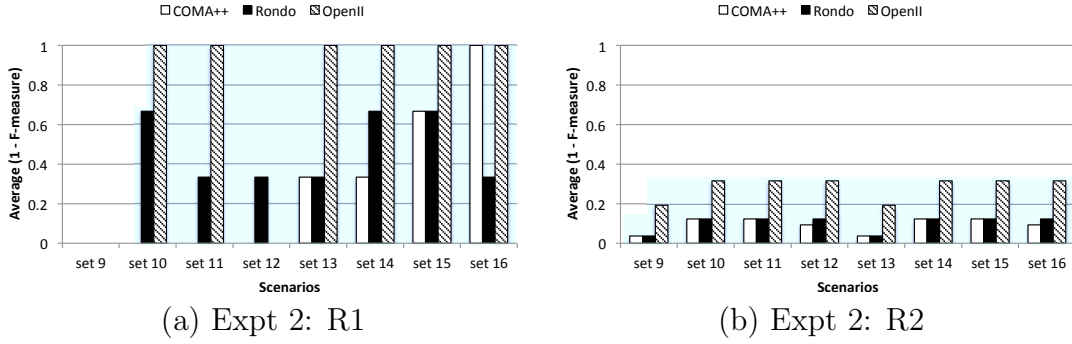 COMA++ Rondo OpenII
Average (1 - F-measure)
1
0.8
0.6
0.4
0.2
0
set 9 set 10 set 11 set 12 set 13 set 14 set 15 set 16
Scenarios
(a) Expt 2: R1
COMA++ Rondo OpenII
Average (1 - F-measure)
1
0.8
0.6
0.4
0.2
0
set 9 set 10 set 11 set 12 set 13 set 14 set 15 set 16
Scenarios
(b) Expt 2: R2